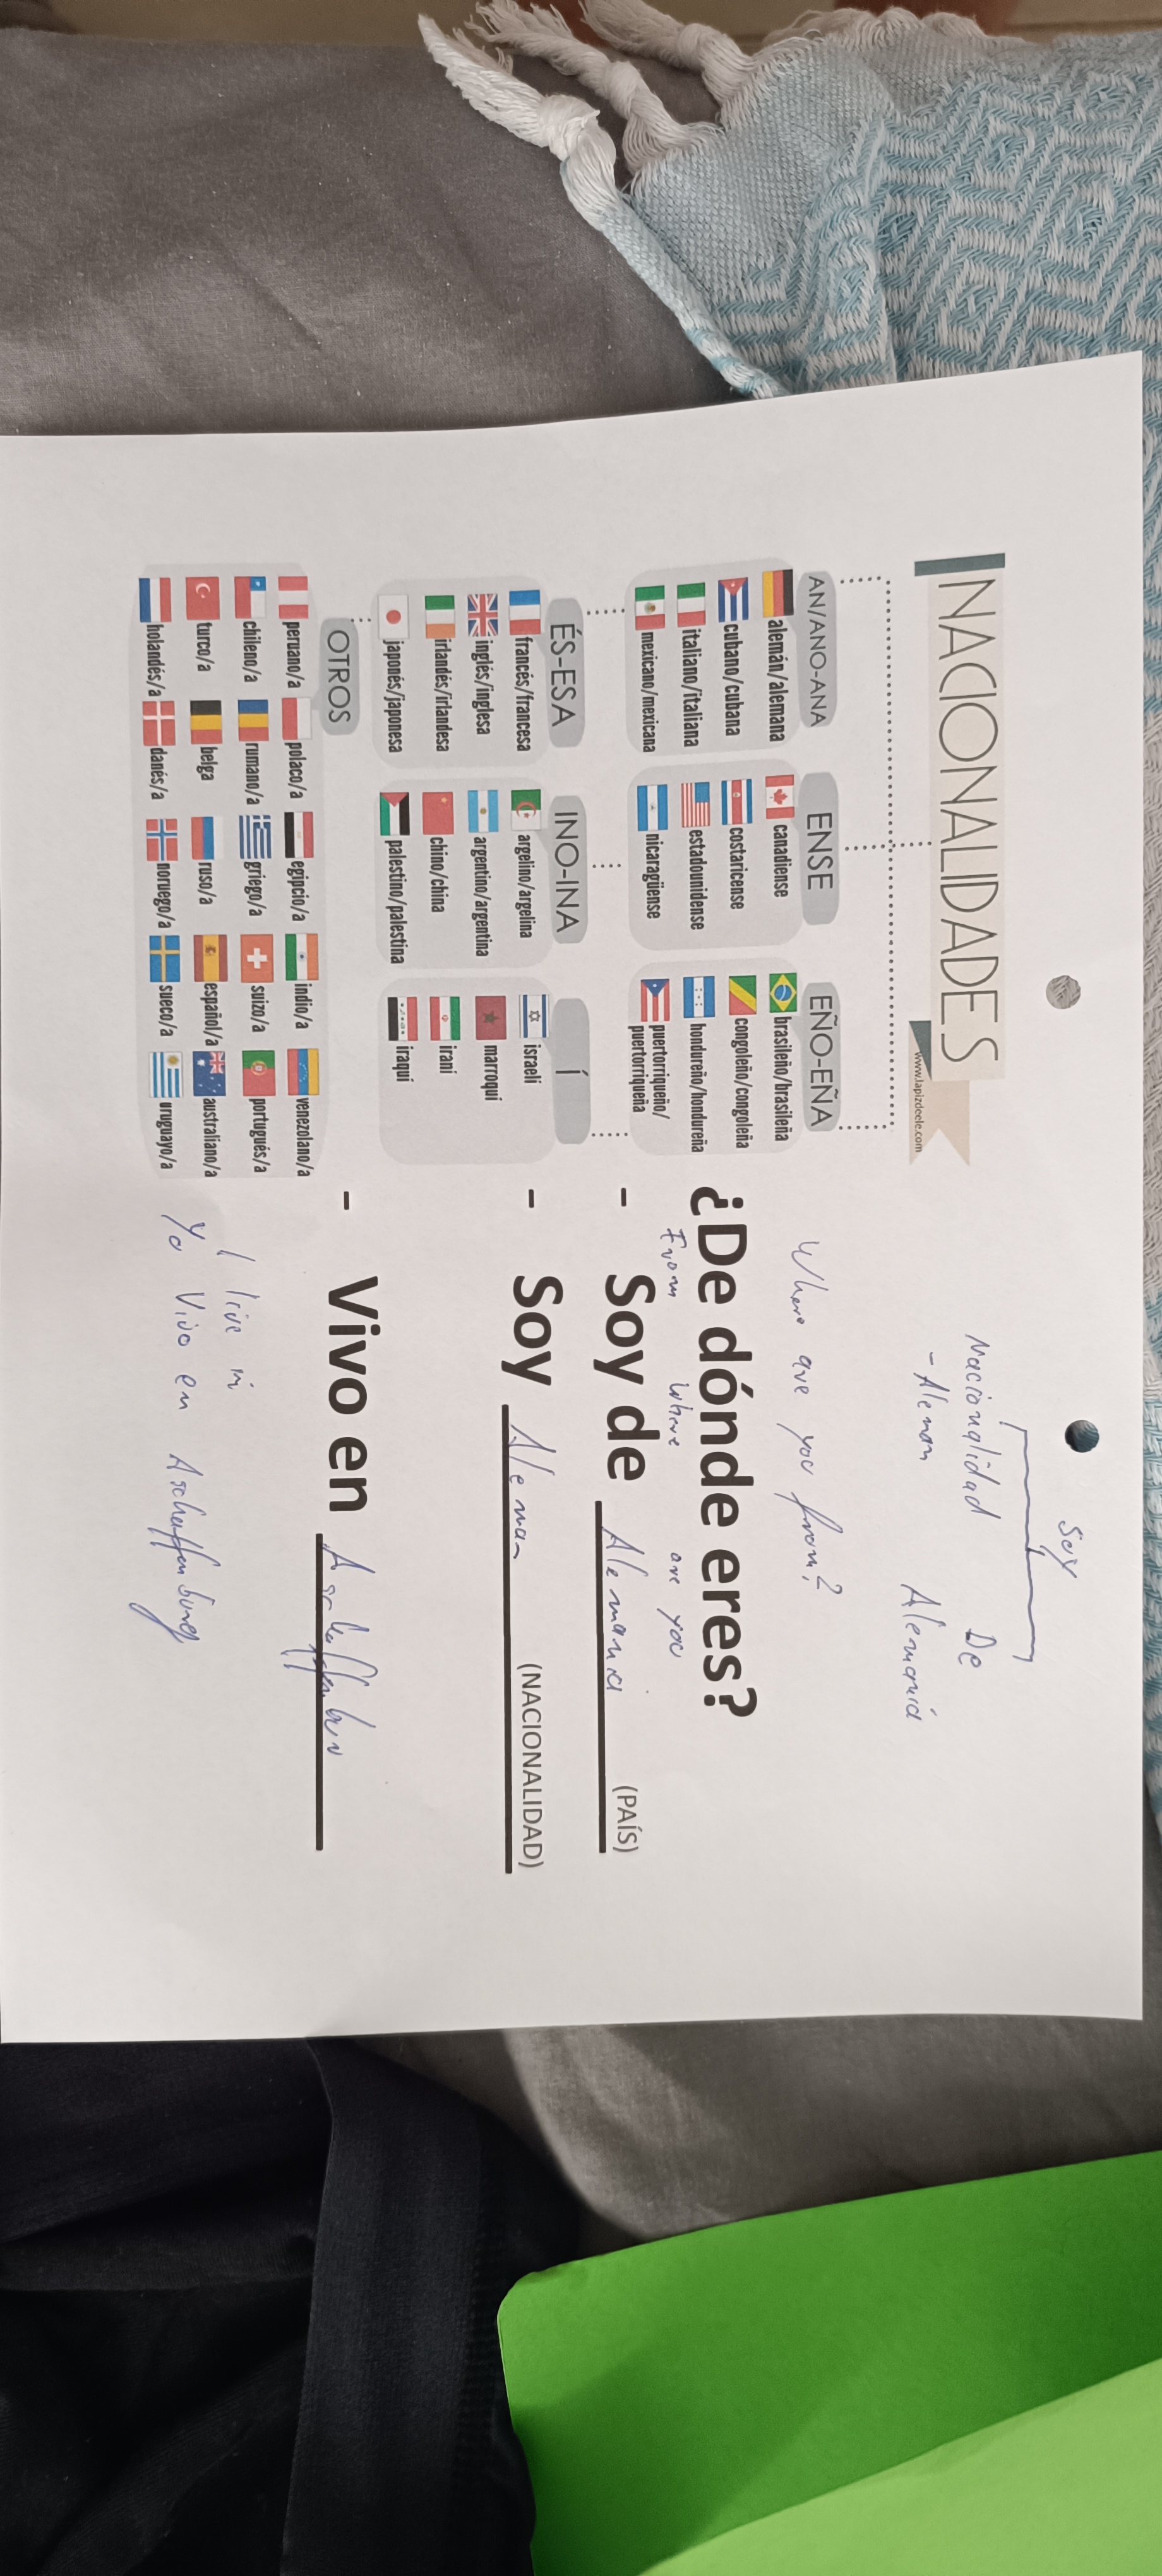 NACIONALIDADES
www.lapizdeele.com
AN/ANO-ANA
alemán/alemana
cubano/cubana
italiano/italiana
mexicano/mexicana
ENSE
canadiense
costaricense
estadounidense
nicaragüense
EÑO-EÑA
brasileño/brasileña
congoleño/congoleña
hondureño/hondureña
puertorriqueño/
puertorriqueña
ÉS-ESA
francés/francesa
inglés/inglesa
irlandés/irlandesa
japonés/japonesa
INO-INA
argelino/argelina
argentino/argentina
chino/china
palestino/palestina
Í
israelí
marroquí
iraní
iraquí
OTROS
peruano/a polaco/a egipcio/a indio/a venezolano/a
chileno/a rumano/a griego/a suizo/a portugués/a
turco/a belga ruso/a español/a australiano/a
holandés/a danés/a noruego/a sueco/a uruguayo/a
Soy
Nacionalidad De
- Aleman Alemania
Where are you from?
¿De dónde eres?
From where are you
- Soy de Alemania (PAÍS)
- Soy Aleman (NACIONALIDAD)
- Vivo en
I live in
Yo Vivo en Aschaffenburg